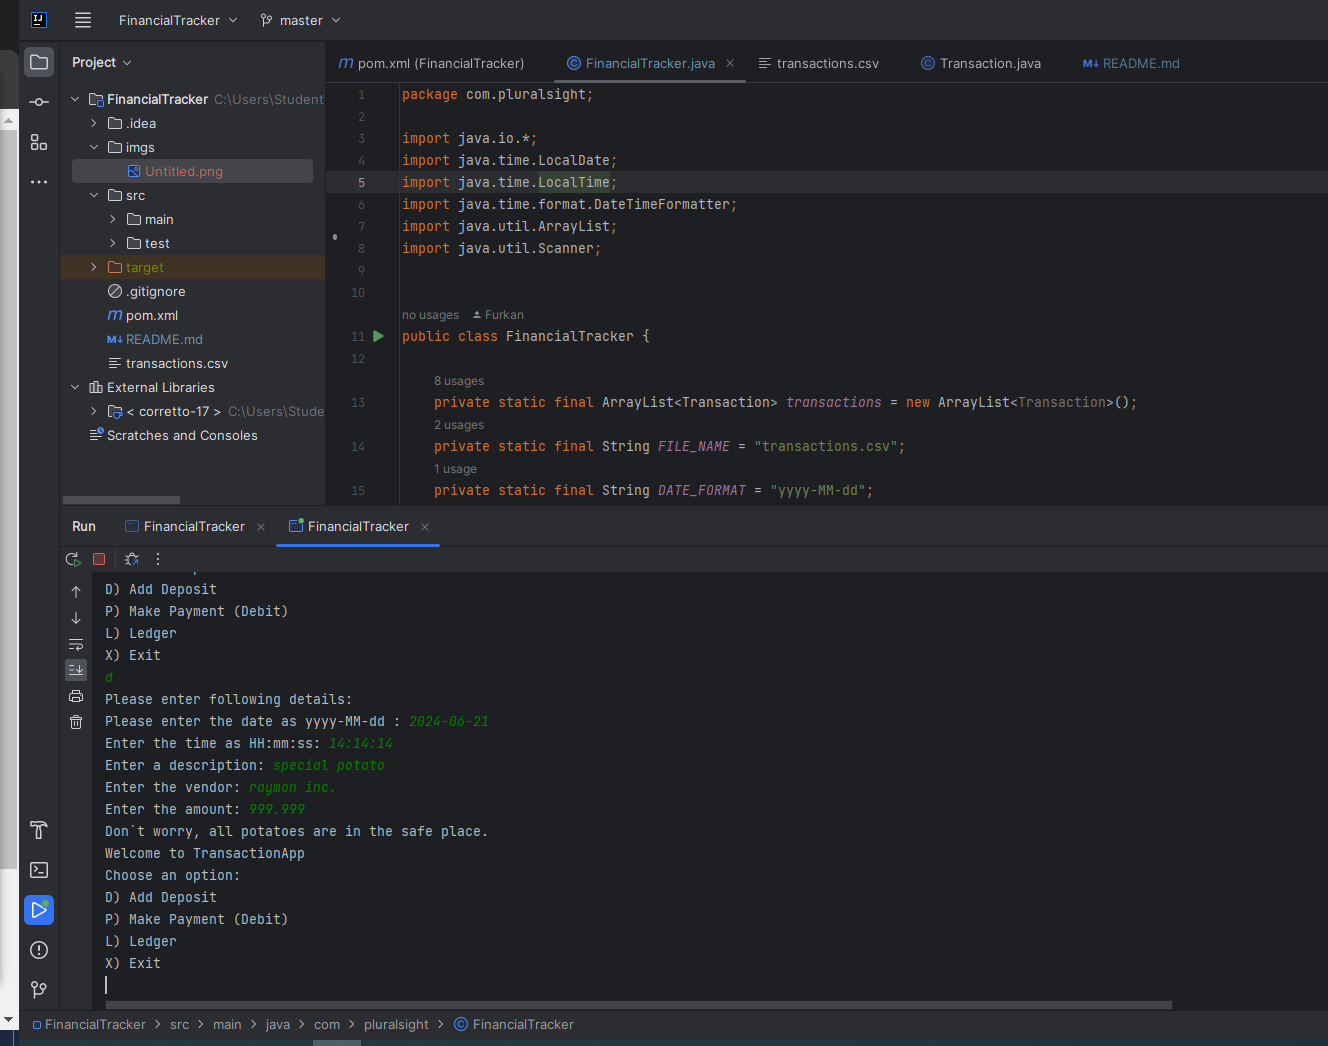 FinancialTracker master
Project
FinancialTracker C:\Users\Student
.idea
imgs
Untitled.png
src
main
test
target
.gitignore
pom.xml
README.md
transactions.csv
External Libraries
< corretto-17 > C:\Users\Stude
Scratches and Consoles
pom.xml (FinancialTracker) FinancialTracker.java transactions.csv Transaction.java README.md
1 package com.pluralsight;
2
3 import java.io.*;
4 import java.time.LocalDate;
5 import java.time.LocalTime;
6 import java.time.format.DateTimeFormatter;
7 import java.util.ArrayList;
8 import java.util.Scanner;
9
10
no usages Furkan
11 public class FinancialTracker {
12
8 usages
13 private static final ArrayList<Transaction> transactions = new ArrayList<Transaction>();
2 usages
14 private static final String FILE_NAME = "transactions.csv";
1 usage
15 private static final String DATE_FORMAT = "yyyy-MM-dd";
Run FinancialTracker FinancialTracker
D) Add Deposit
P) Make Payment (Debit)
L) Ledger
X) Exit
d
Please enter following details:
Please enter the date as yyyy-MM-dd : 2024-06-21
Enter the time as HH:mm:ss: 14:14:14
Enter a description: special potato
Enter the vendor: raymon inc.
Enter the amount: 999.999
Don`t worry, all potatoes are in the safe place.
Welcome to TransactionApp
Choose an option:
D) Add Deposit
P) Make Payment (Debit)
L) Ledger
X) Exit
FinancialTracker > src > main > java > com > pluralsight > FinancialTracker